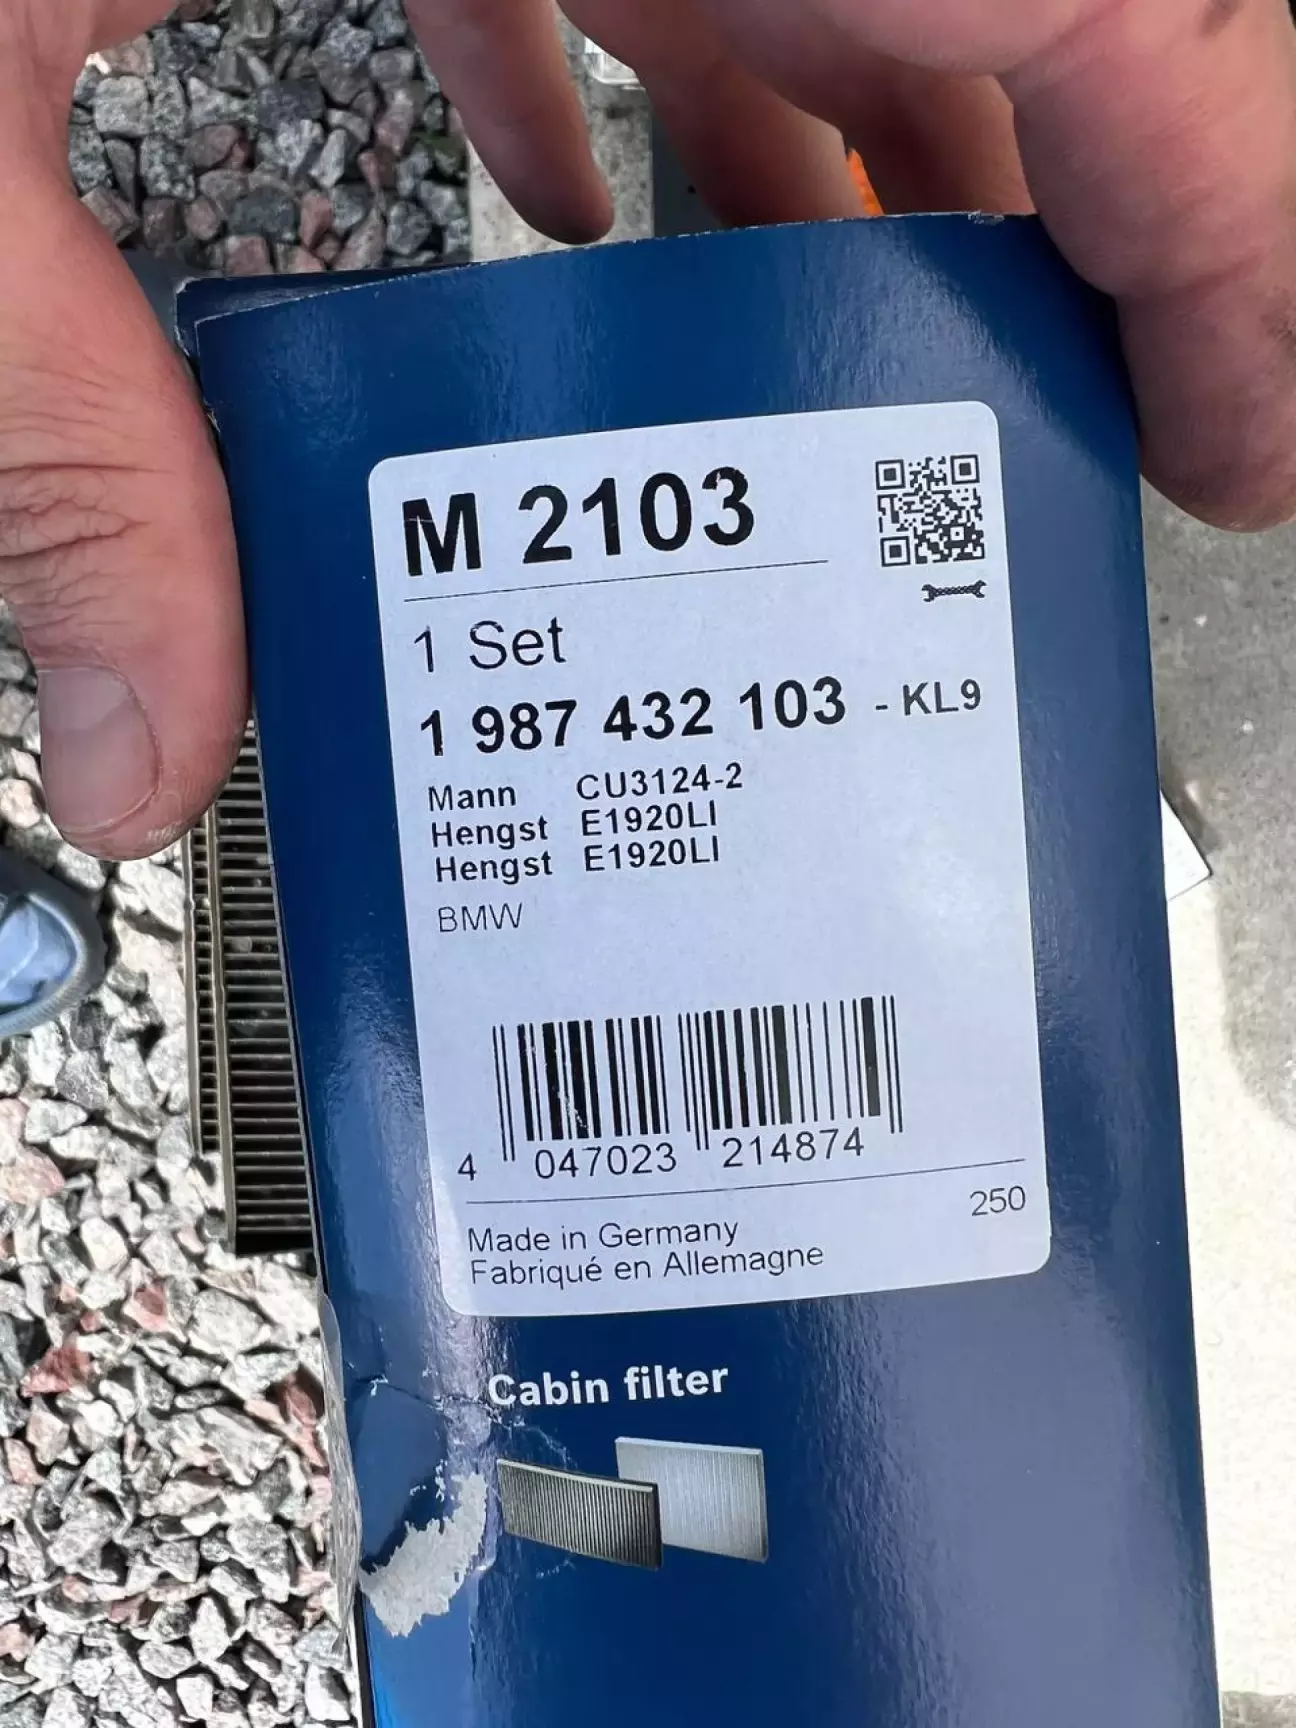 M 2103
1 Set
1 987 432 103 - KL9
Mann CU3124-2
Hengst E1920LI
Hengst E1920LI
BMW
4 047023 214874
250
Made in Germany
Fabriqué en Allemagne
Cabin filter